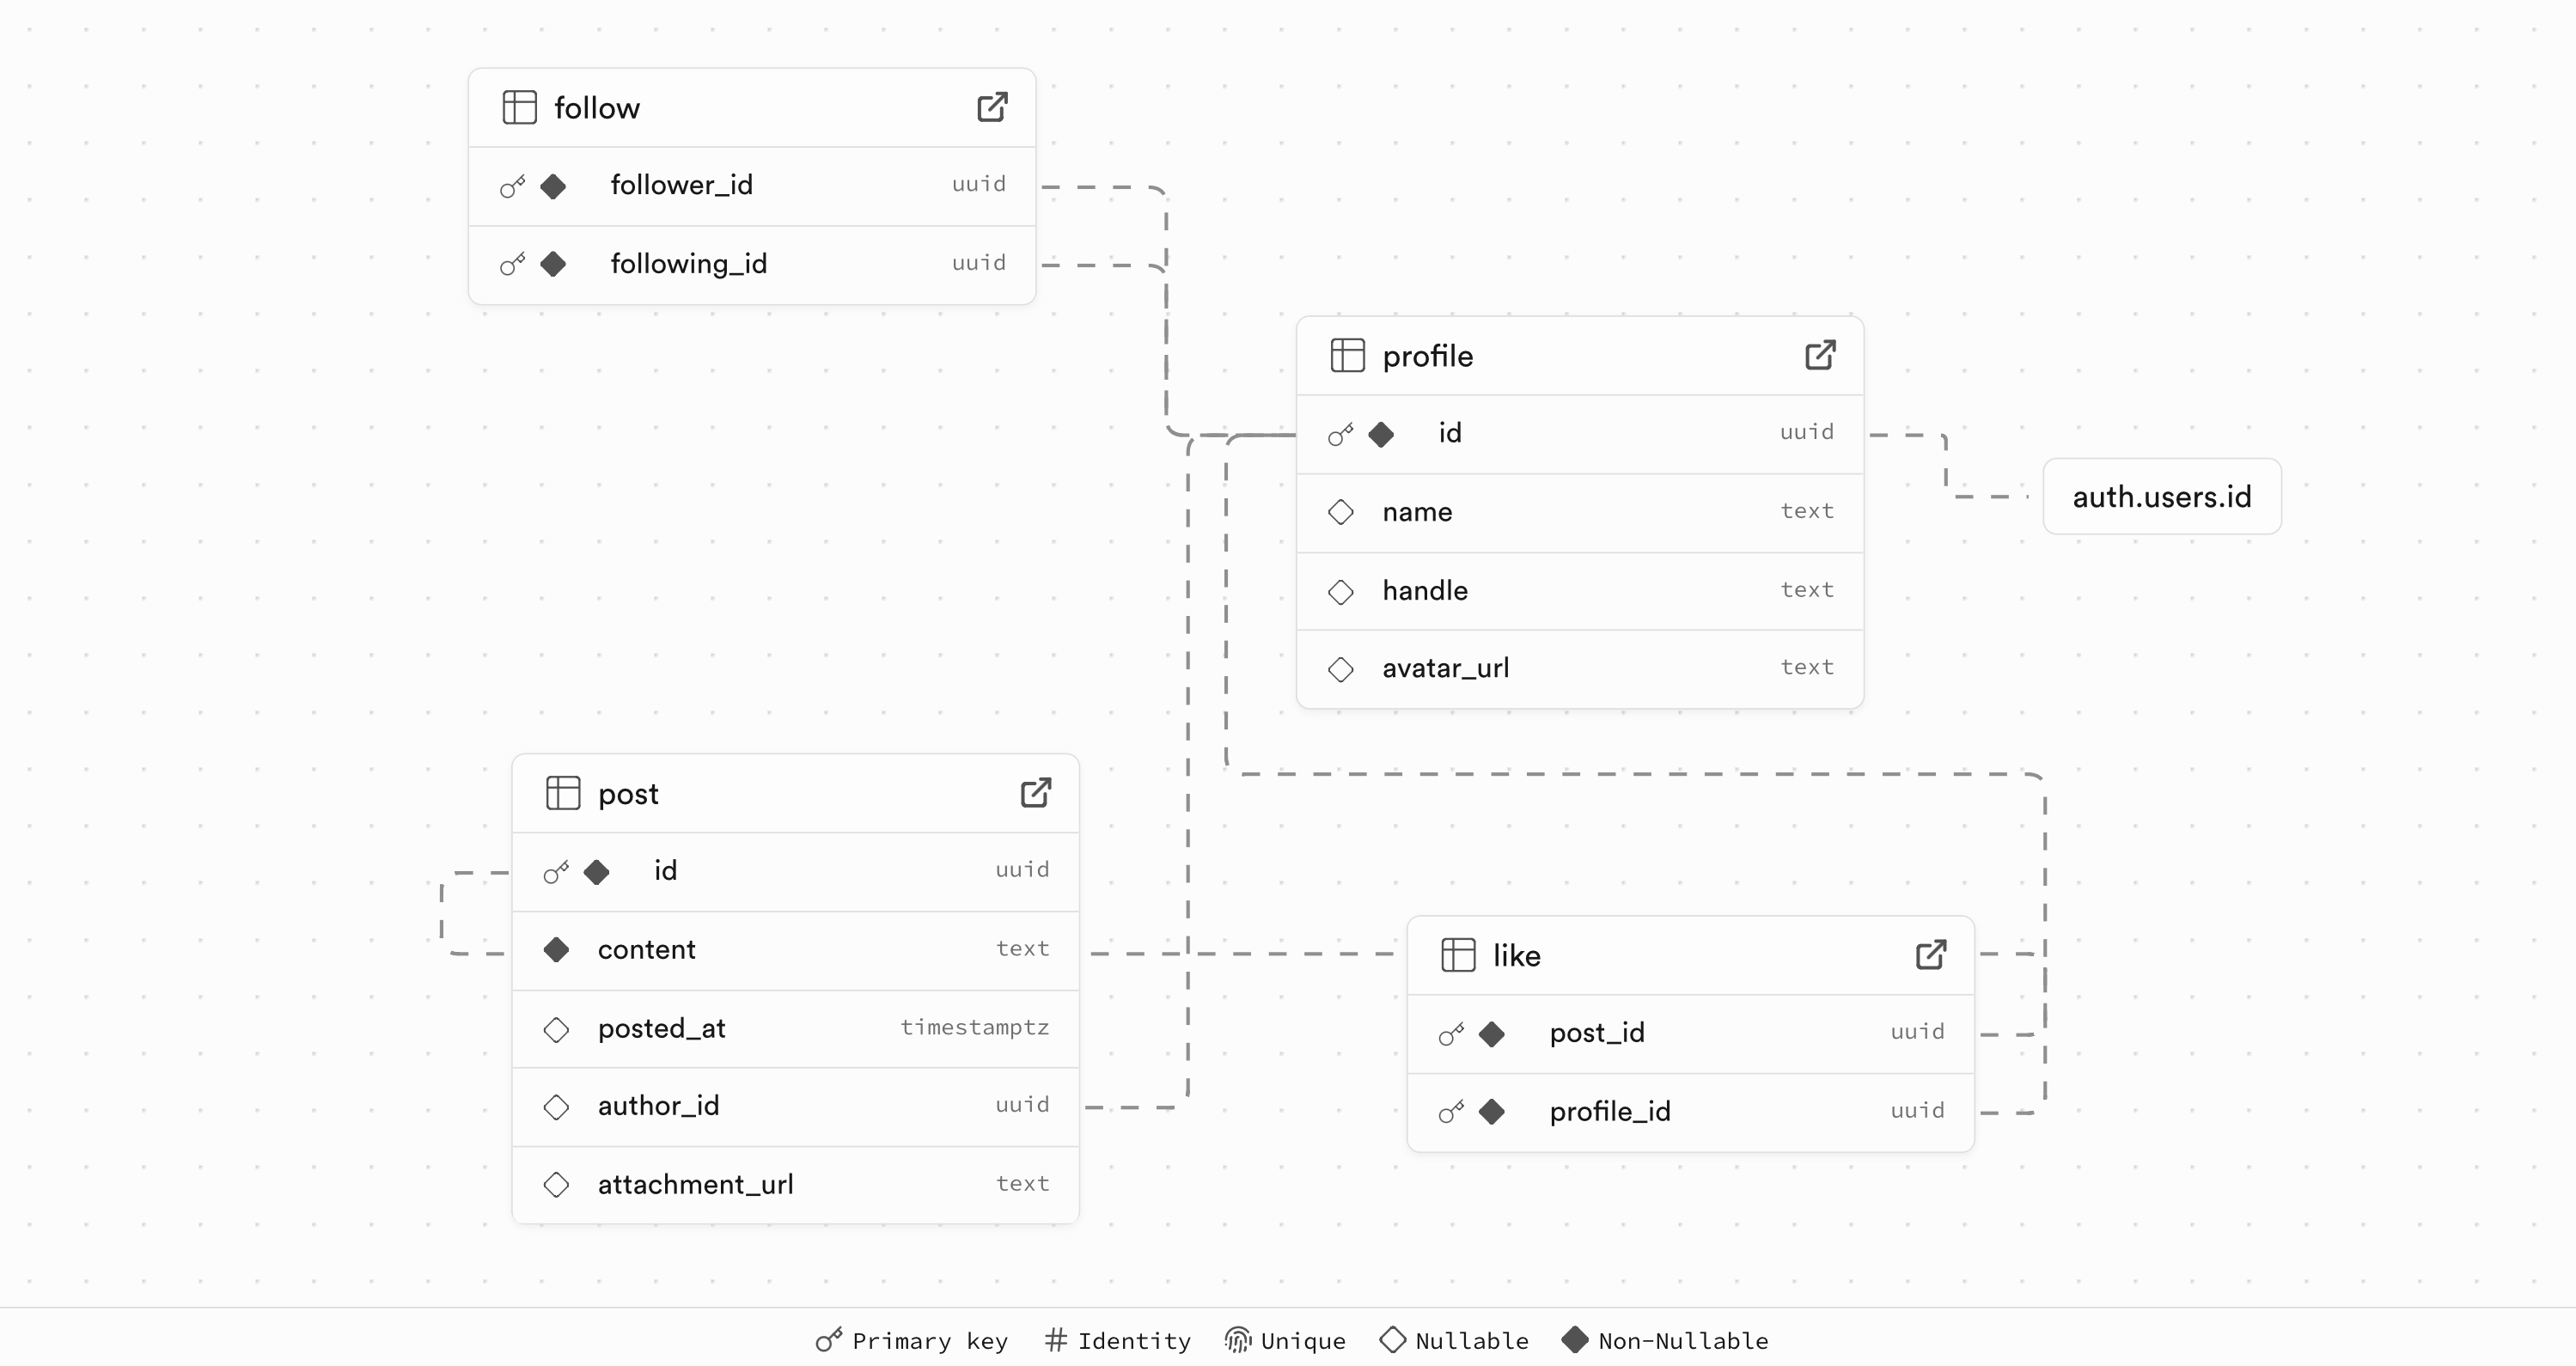 follow
follower_id uuid
following_id uuid
profile
id uuid
name text
handle text
avatar_url text
auth.users.id
post
id uuid
content text
posted_at timestamptz
author_id uuid
attachment_url text
like
post_id uuid
profile_id uuid
Primary key # Identity Unique Nullable Non-Nullable